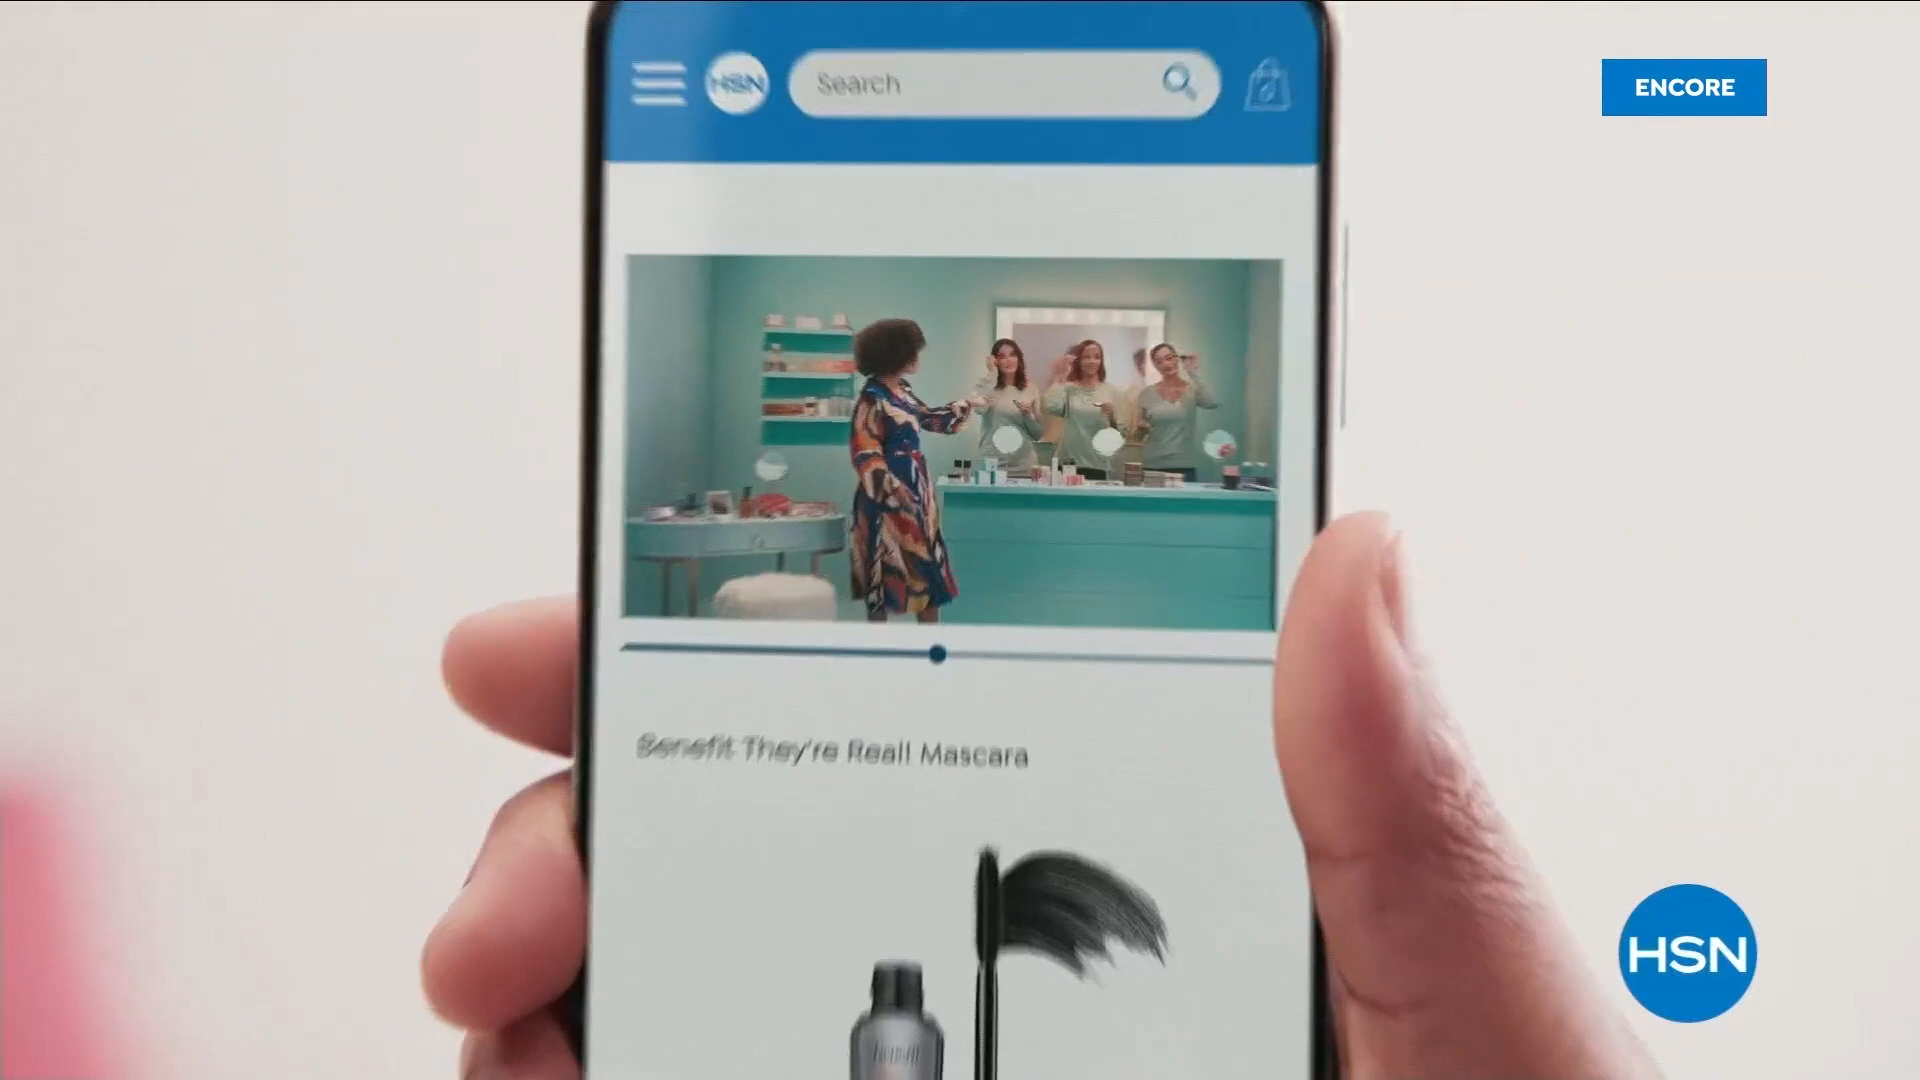 HSN
Search
ENCORE
Benefit They're Real! Mascara
HSN